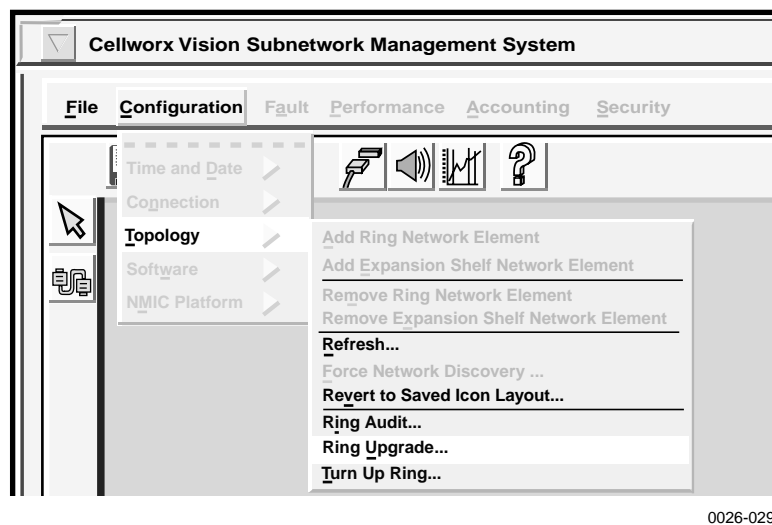 Cellworx Vision Subnetwork Management System
File Configuration Fault Performance Accounting Security
Time and Date
Connection
Topology
Software
NMIC Platform
Add Ring Network Element
Add Expansion Shelf Network Element
Remove Ring Network Element
Remove Expansion Shelf Network Element
Refresh...
Force Network Discovery ...
Revert to Saved Icon Layout...
Ring Audit...
Ring Upgrade...
Turn Up Ring...
0026-029